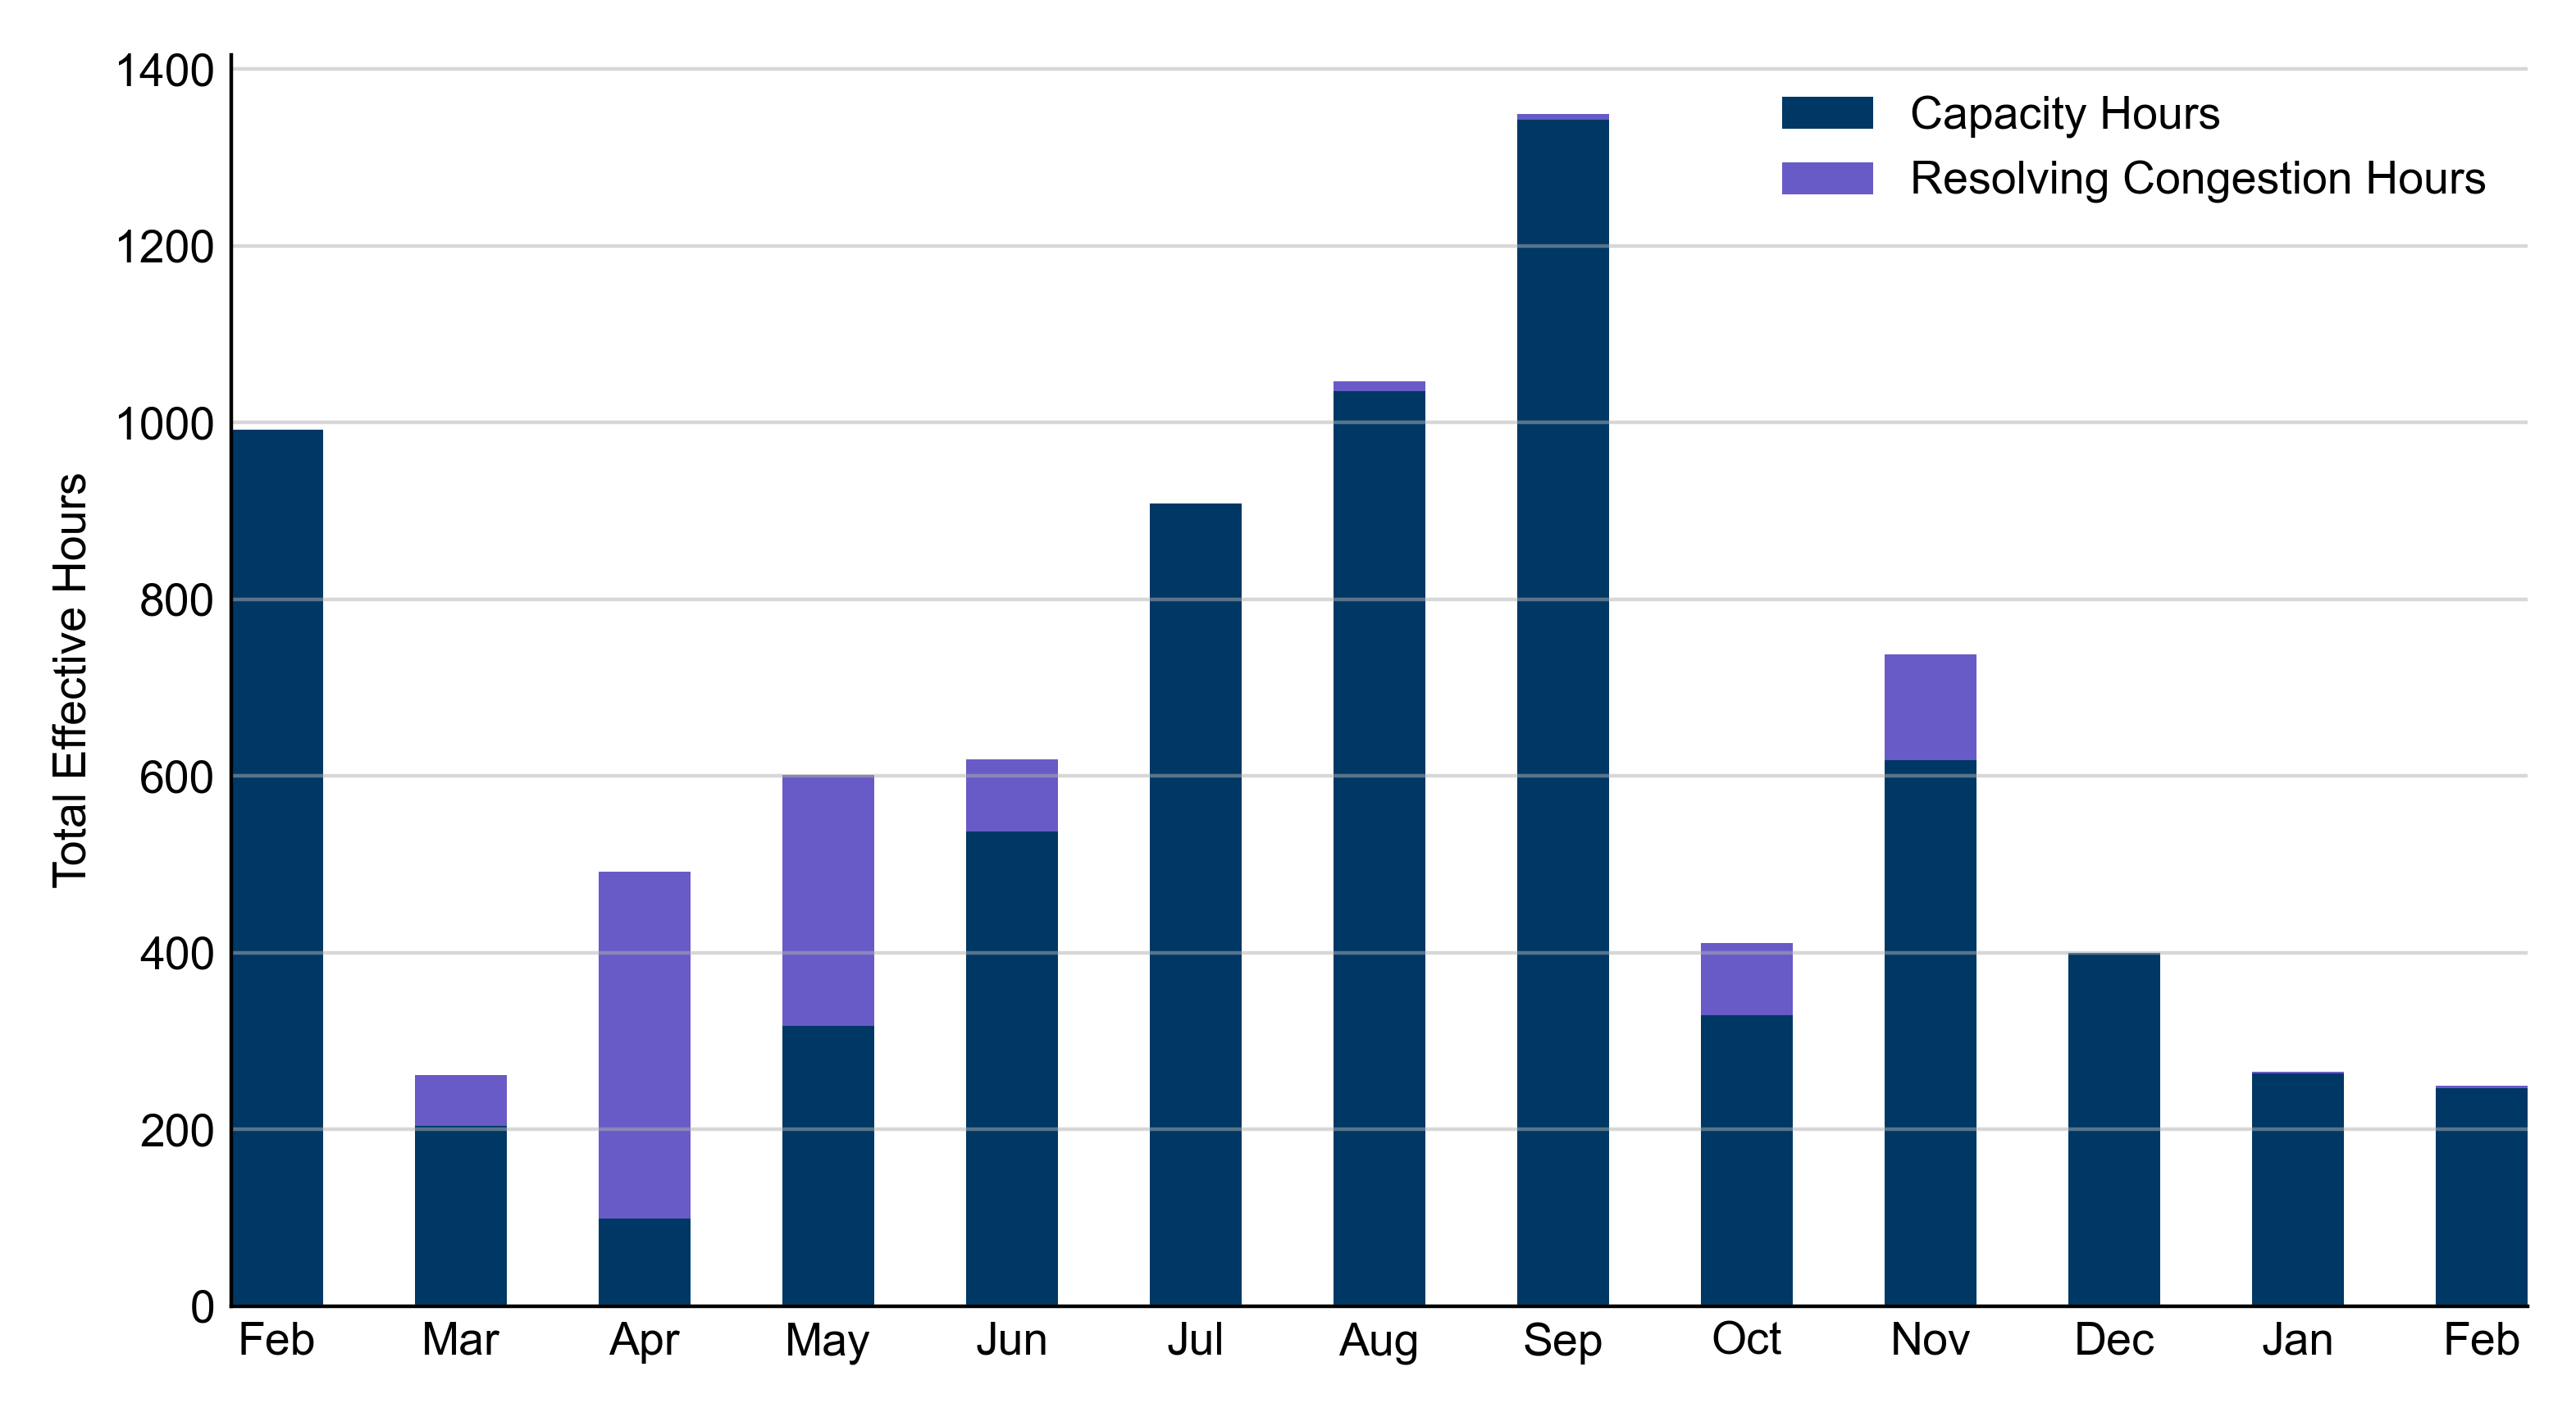 1400
1200
1000
800
600
400
200
0
Total Effective Hours
Capacity Hours
Resolving Congestion Hours
Feb Mar Apr May Jun Jul Aug Sep Oct Nov Dec Jan Feb